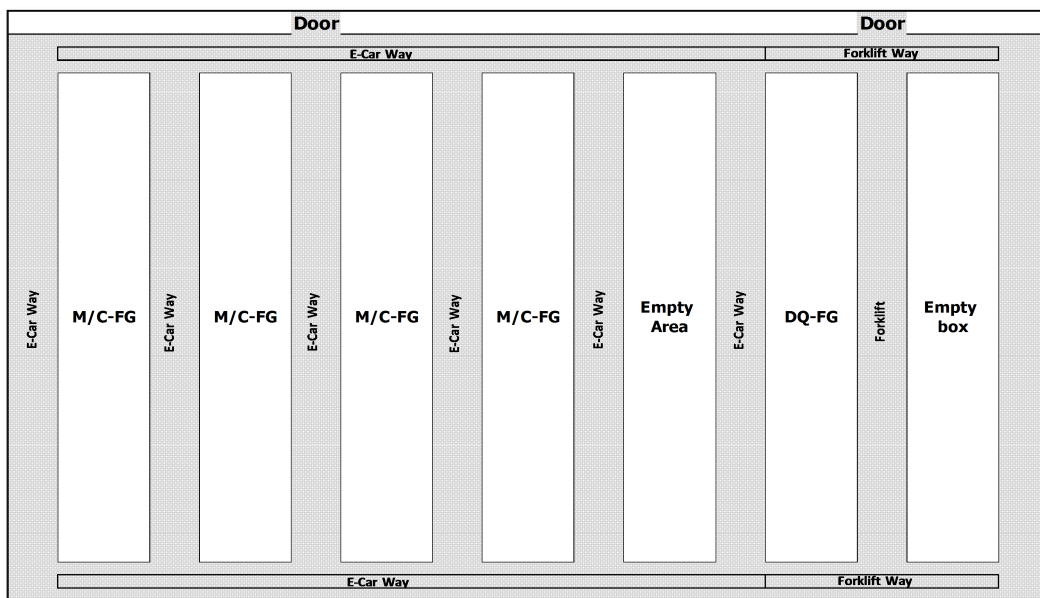 Door
Door
E-Car Way
Forklift Way
E-Car Way
M/C-FG
E-Car Way
M/C-FG
E-Car Way
M/C-FG
E-Car Way
M/C-FG
E-Car Way
Empty
Area
E-Car Way
DQ-FG
Forklift
Empty
box
E-Car Way
Forklift Way